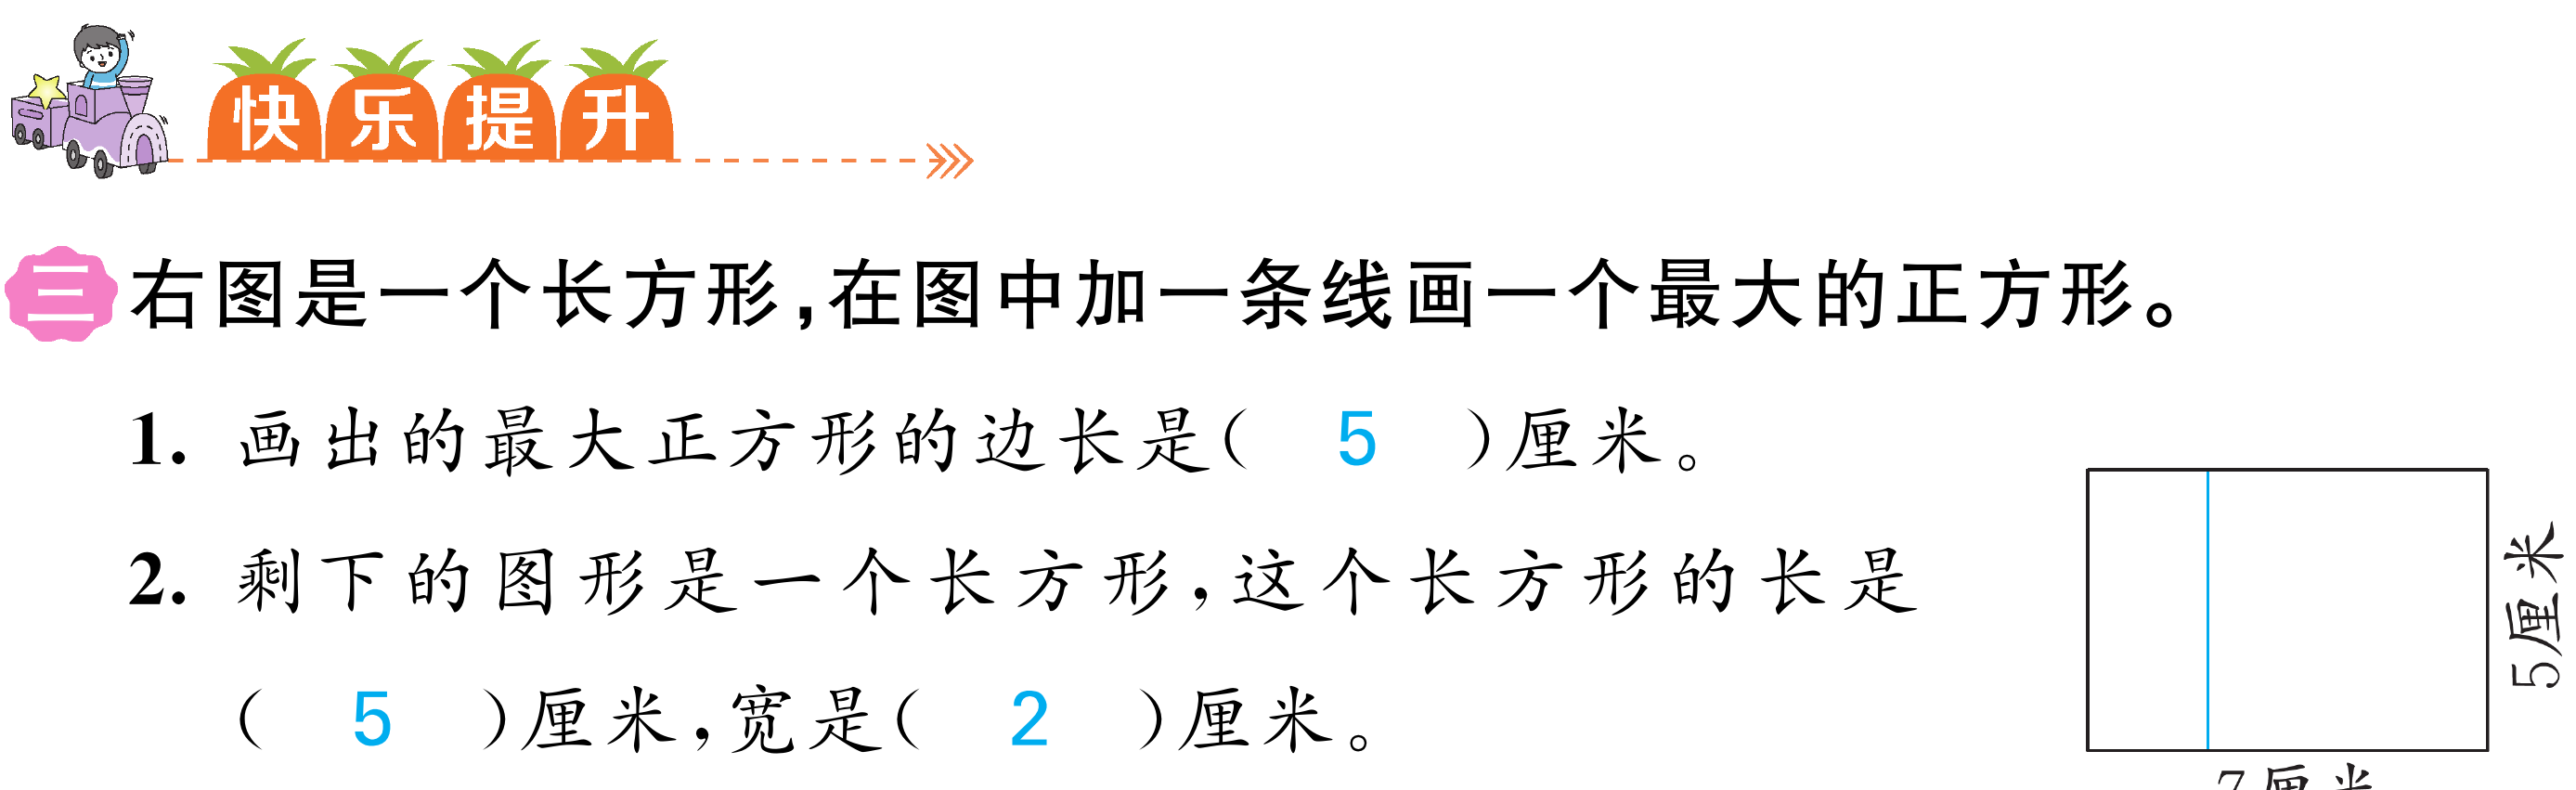 快乐提升
三 右图是一个长方形,在图中加一条线画一个最大的正方形。
1. 画出的最大正方形的边长是( 5 )厘米。
2. 剩下的图形是一个长方形,这个长方形的长是
( 5 )厘米,宽是( 2 )厘米。
5厘米
7厘米